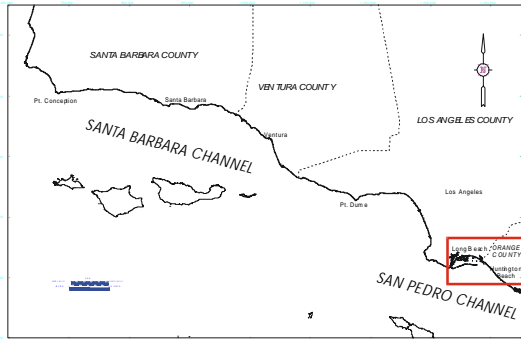 SANTA BARBARA COUNTY
VENTURA COUNTY
N
Pt. Conception
Santa Barbara
LOS ANGELES COUNTY
SANTA BARBARA CHANNEL
Ventura
Los Angeles
Pt. Dume
Long Beach
ORANGE
COUNTY
Huntington
Beach
SAN PEDRO CHANNEL